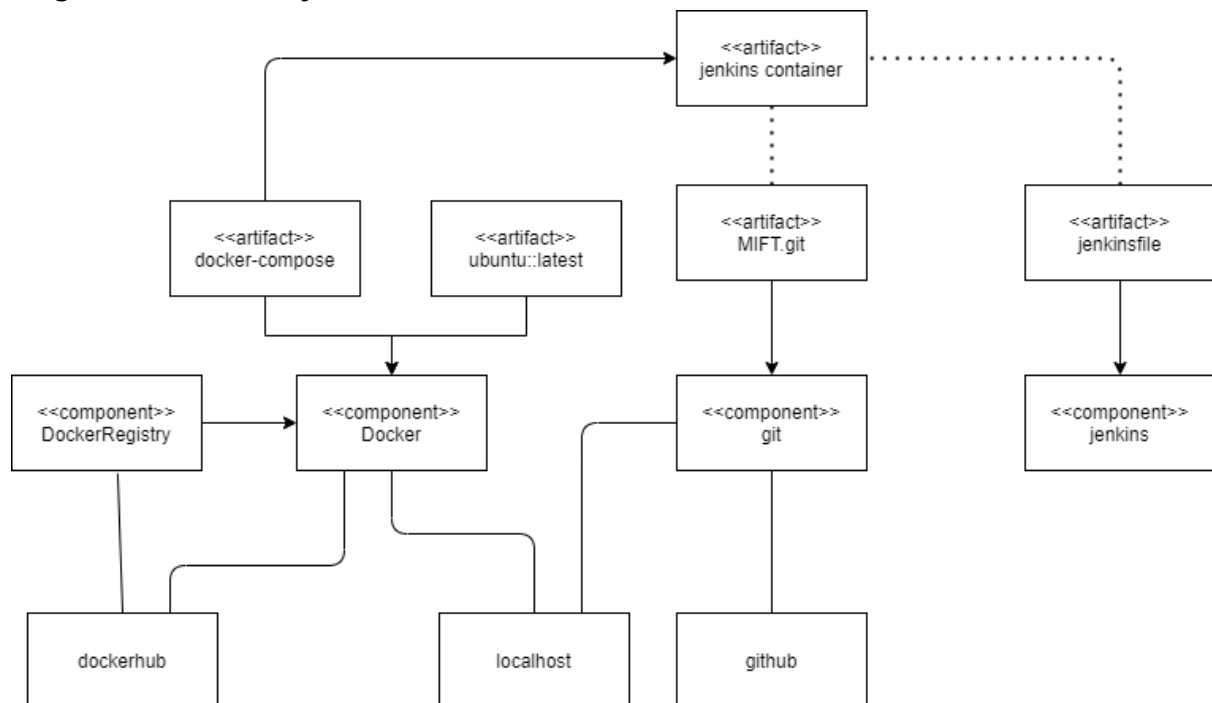 <<artifact>>
jenkins container
<<artifact>>
docker-compose
<<artifact>>
ubuntu::latest
<<artifact>>
MIFT.git
<<artifact>>
jenkinsfile
<<component>>
DockerRegistry
<<component>>
Docker
<<component>>
git
<<component>>
jenkins
dockerhub
localhost
github